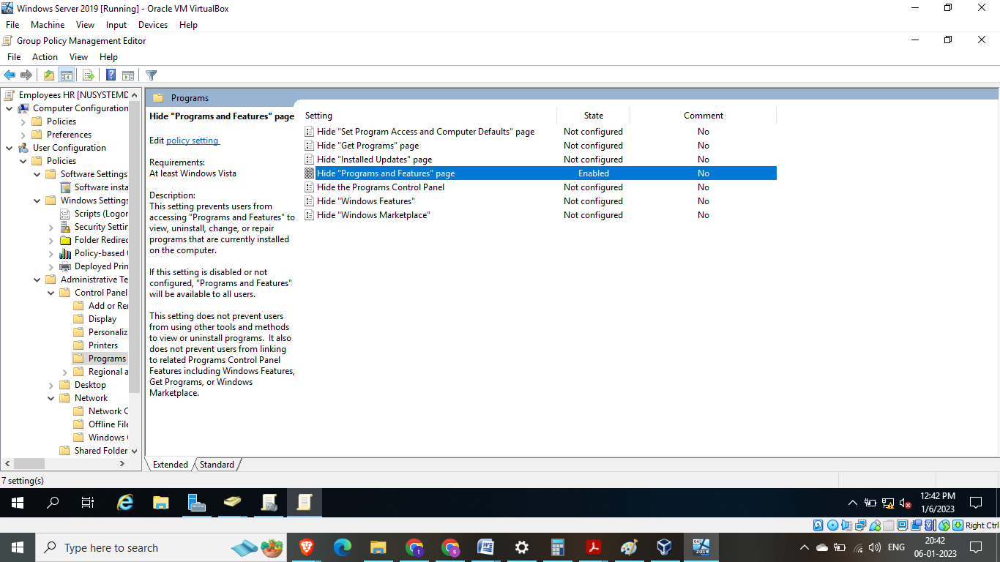 Windows Server 2019 [Running] - Oracle VM VirtualBox
File Machine View Input Devices Help
Group Policy Management Editor
File Action View Help
Employees HR [NUSYSTEMD
Computer Configuration
Policies
Preferences
User Configuration
Policies
Software Settings
Software insta
Windows Settings
Scripts (Logor
Security Settin
Folder Redirec
Policy-based
Deployed Prin
Administrative Te
Control Panel
Add or Rer
Display
Personaliz
Printers
Programs
Regional a
Desktop
Network
Network C
Offline File
Windows
Shared Folder
Programs
Hide "Programs and Features" page
Edit policy setting
Requirements:
At least Windows Vista
Description:
This setting prevents users from
accessing "Programs and Features" to
view, uninstall, change, or repair
programs that are currently installed
on the computer.
If this setting is disabled or not
configured, "Programs and Features"
will be available to all users.
This setting does not prevent users
from using other tools and methods
to view or uninstall programs. It also
does not prevent users from linking
to related Programs Control Panel
Features including Windows Features,
Get Programs, or Windows
Marketplace.
Setting State Comment
Hide "Set Program Access and Computer Defaults" page Not configured No
Hide "Get Programs" page Not configured No
Hide "Installed Updates" page Not configured No
Hide "Programs and Features" page Enabled No
Hide the Programs Control Panel Not configured No
Hide "Windows Features" Not configured No
Hide "Windows Marketplace" Not configured No
Extended Standard
7 setting(s)
12:42 PM
1/6/2023
Right Ctrl
Type here to search
2019
ENG
20:42
06-01-2023